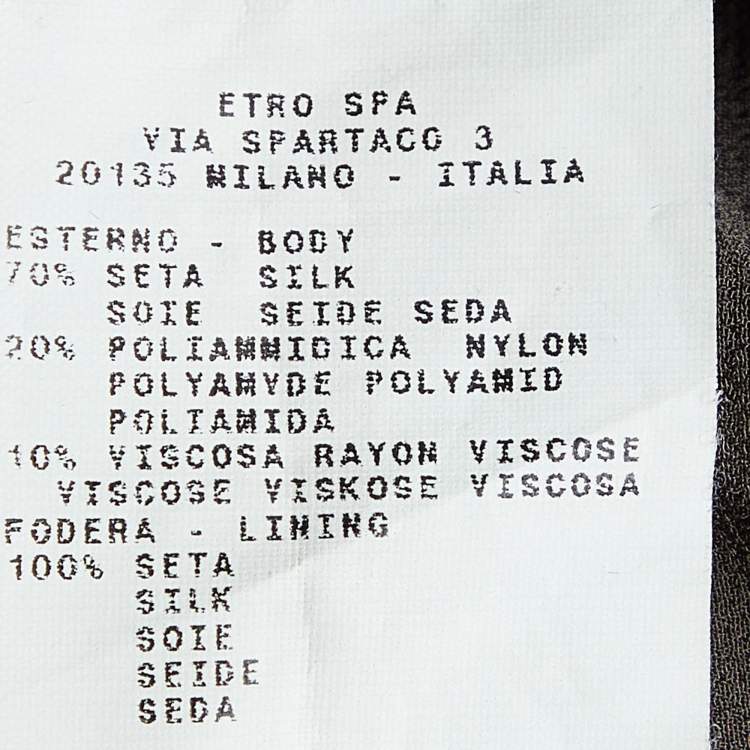 ETRO SPA
VIA SPARTACO 3
20135 MILANO - ITALIA
ESTERNO - BODY
70% SETA SILK
SOIE SEIDE SEDA
20% POLIAMMIDICA NYLON
POLYAMYDE POLYAMID
POLIAMIDA
10% VISCOSA RAYON VISCOSE
VISCOSE VISKOSE VISCOSA
FODERA - LINING
100% SETA
SILK
SOIE
SEIDE
SEDA